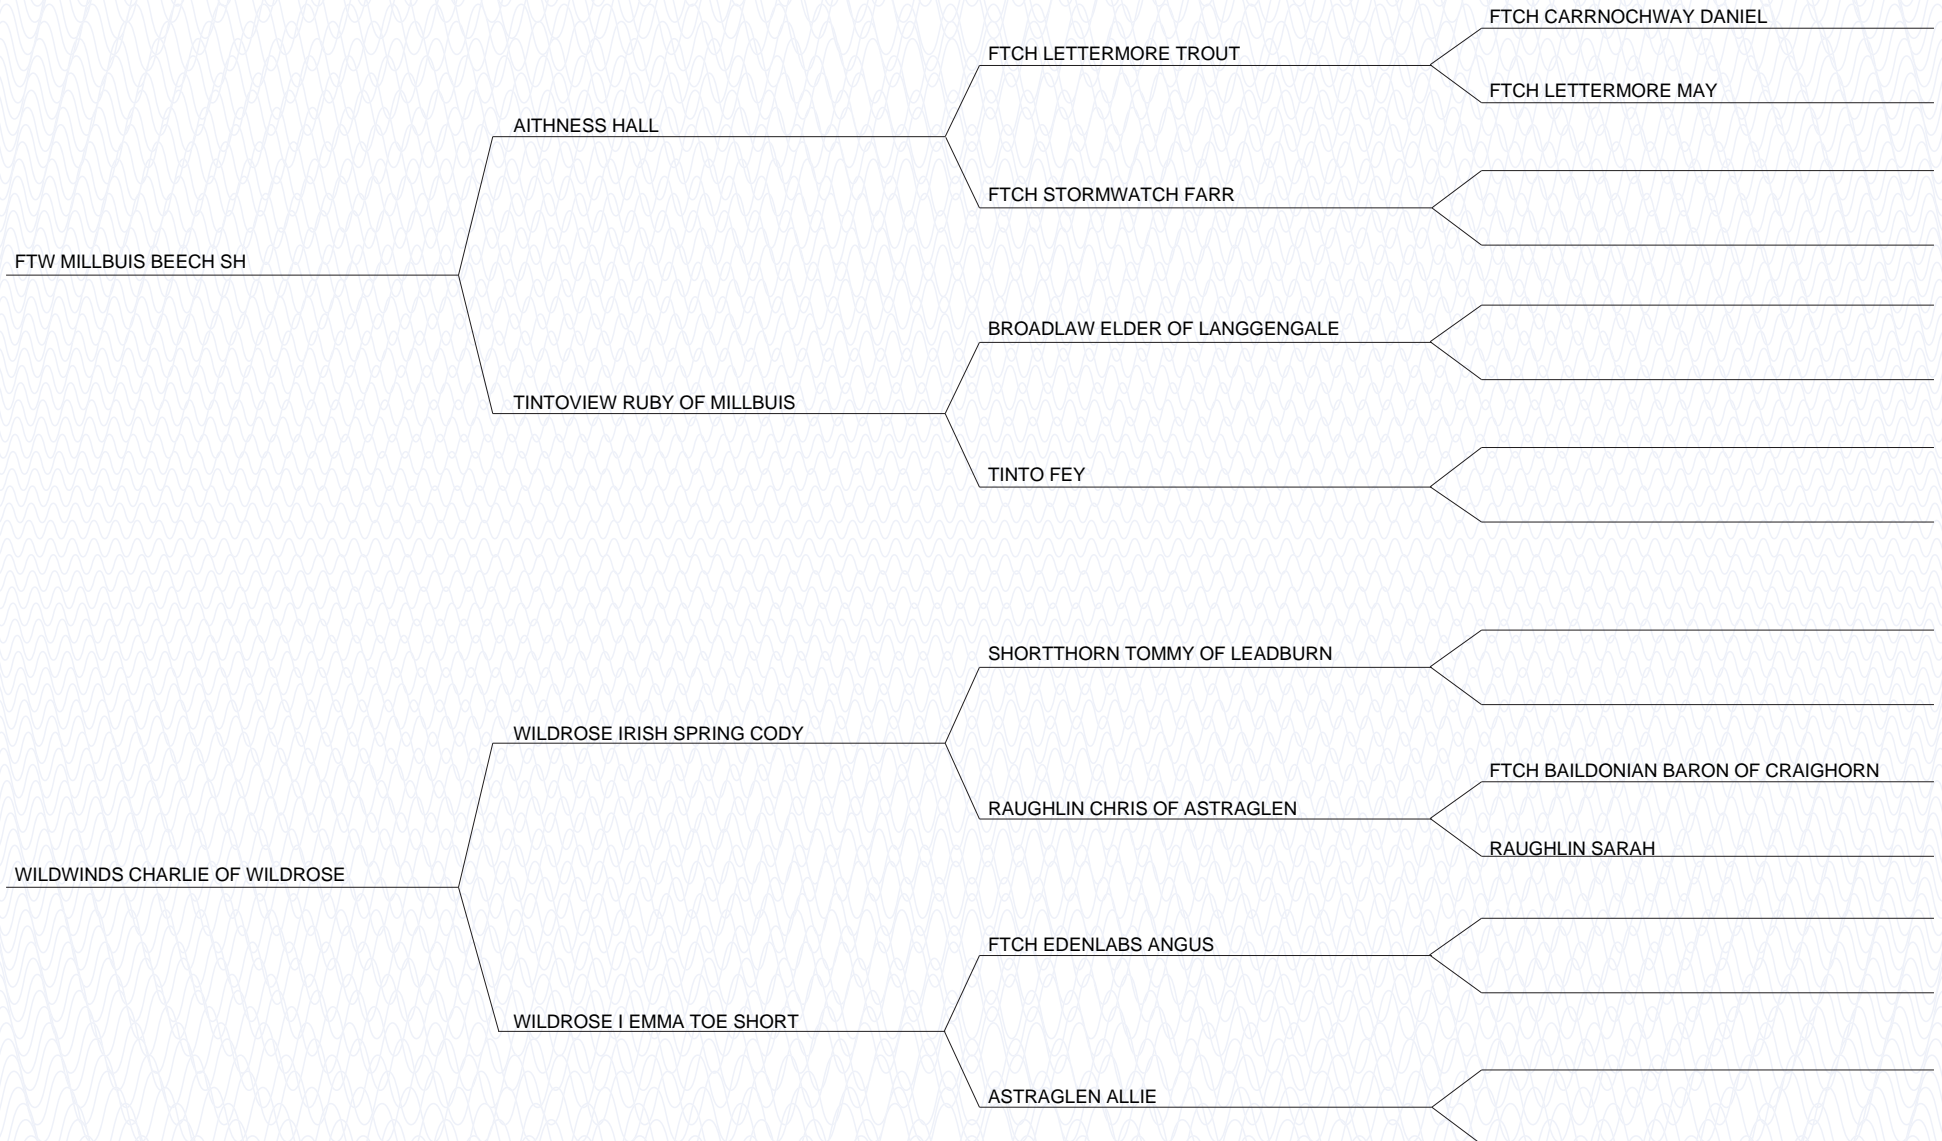 FTCH CARRNOCHWAY DANIEL
FTCH LETTERMORE TROUT
FTCH LETTERMORE MAY
AITHNESS HALL
FTCH STORMWATCH FARR
FTW MILLBUIS BEECH SH
BROADLAW ELDER OF LANGGENGALE
TINTOVIEW RUBY OF MILLBUIS
TINTO FEY
SHORTTHORN TOMMY OF LEADBURN
WILDROSE IRISH SPRING CODY
FTCH BAILDONIAN BARON OF CRAIGHORN
RAUGHLIN CHRIS OF ASTRAGLEN
RAUGHLIN SARAH
WILDWINDS CHARLIE OF WILDROSE
FTCH EDENLABS ANGUS
WILDROSE I EMMA TOE SHORT
ASTRAGLEN ALLIE